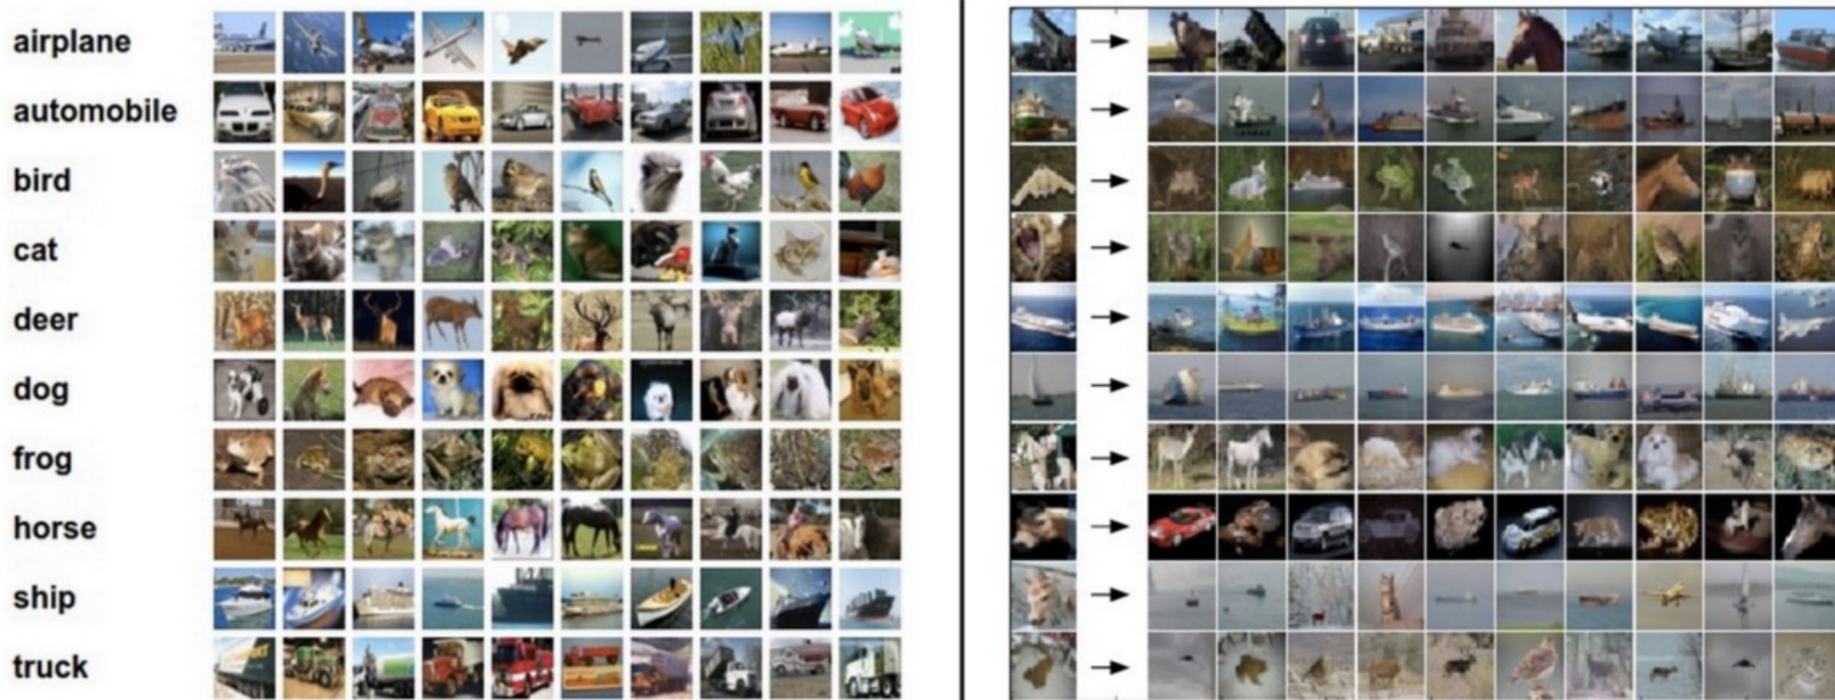 airplane
automobile
bird
cat
deer
dog
frog
horse
ship
truck